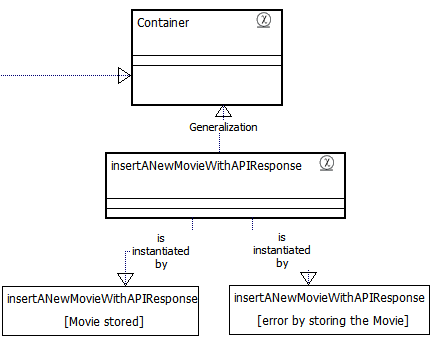 Container
Generalization
insertANewMovieWithAPIResponse
is
instantiated
by
is
instantiated
by
insertANewMovieWithAPIResponse
[Movie stored]
insertANewMovieWithAPIResponse
[error by storing the Movie]